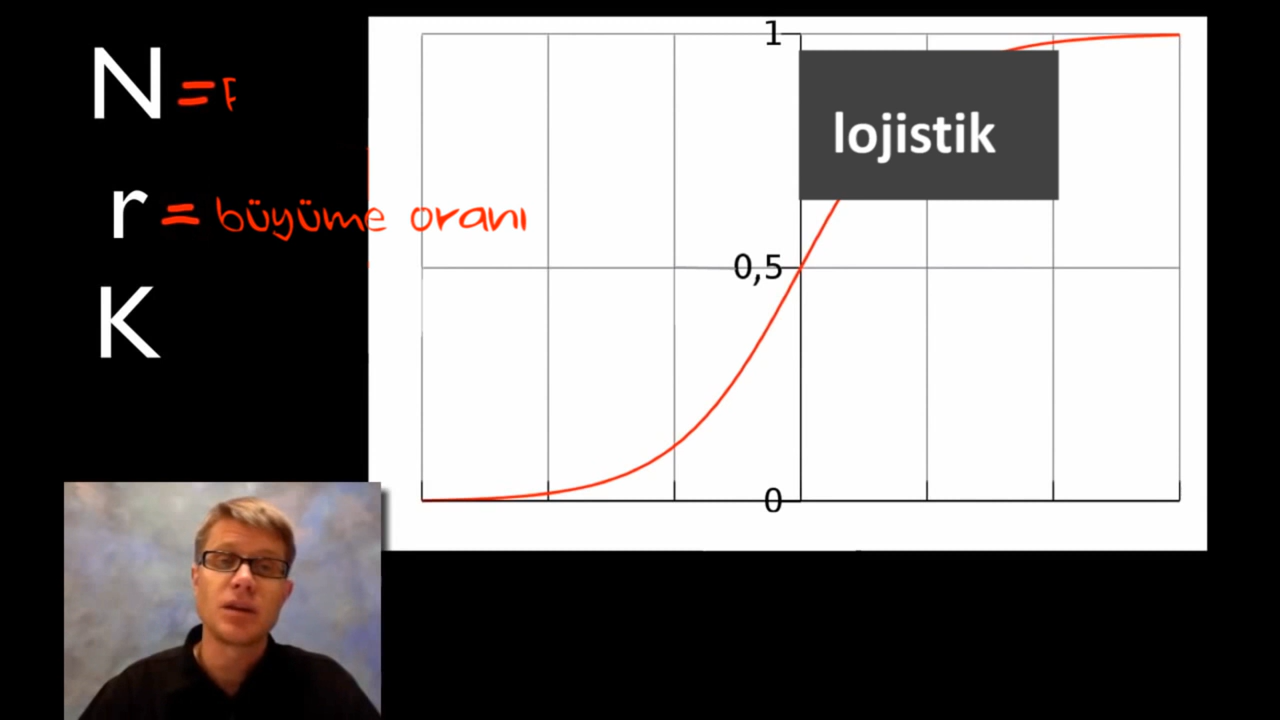 N =
r = büyüme oranı
K
1
lojistik
0,5
0